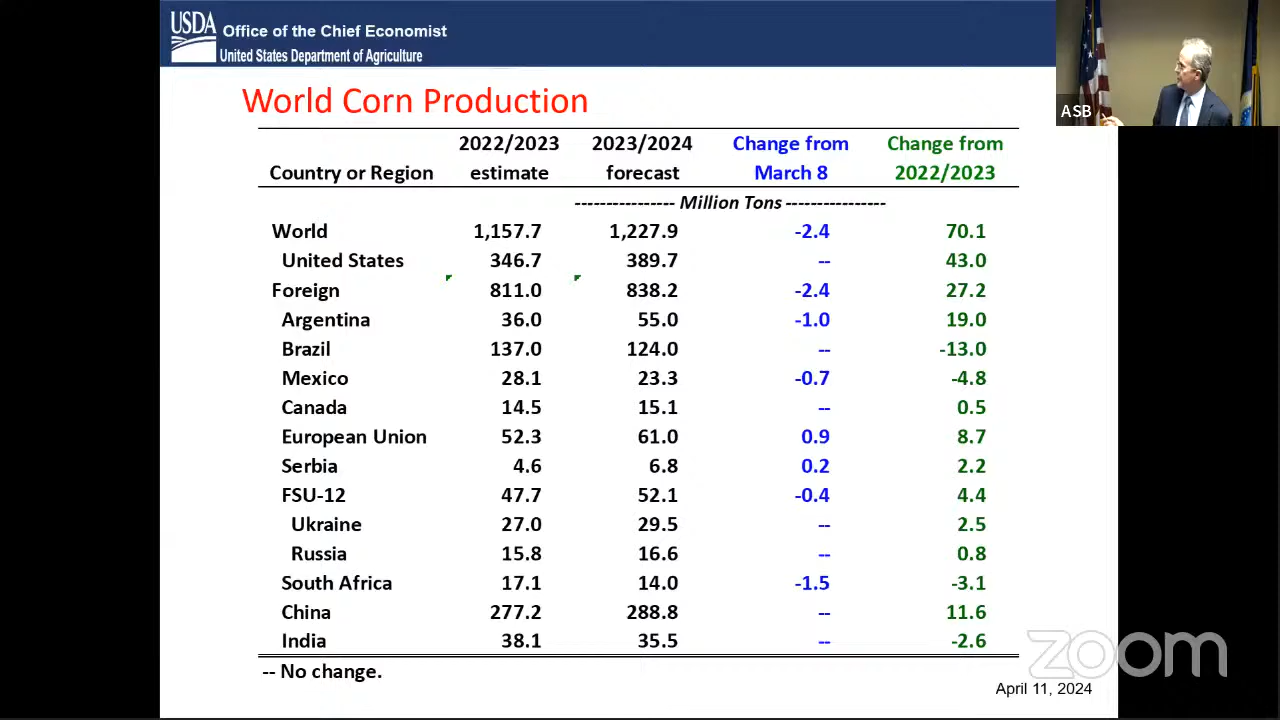 USDA Office of the Chief Economist
United States Department of Agriculture
ASB
World Corn Production
Country or Region 2022/2023 estimate 2023/2024 forecast Change from March 8 Change from 2022/2023
---------------- Million Tons ----------------
World 1,157.7 1,227.9 -2.4 70.1
United States 346.7 389.7 -- 43.0
Foreign 811.0 838.2 -2.4 27.2
Argentina 36.0 55.0 -1.0 19.0
Brazil 137.0 124.0 -- -13.0
Mexico 28.1 23.3 -0.7 -4.8
Canada 14.5 15.1 -- 0.5
European Union 52.3 61.0 0.9 8.7
Serbia 4.6 6.8 0.2 2.2
FSU-12 47.7 52.1 -0.4 4.4
Ukraine 27.0 29.5 -- 2.5
Russia 15.8 16.6 -- 0.8
South Africa 17.1 14.0 -1.5 -3.1
China 277.2 288.8 -- 11.6
India 38.1 35.5 -- -2.6
-- No change.
zoom
April 11, 2024